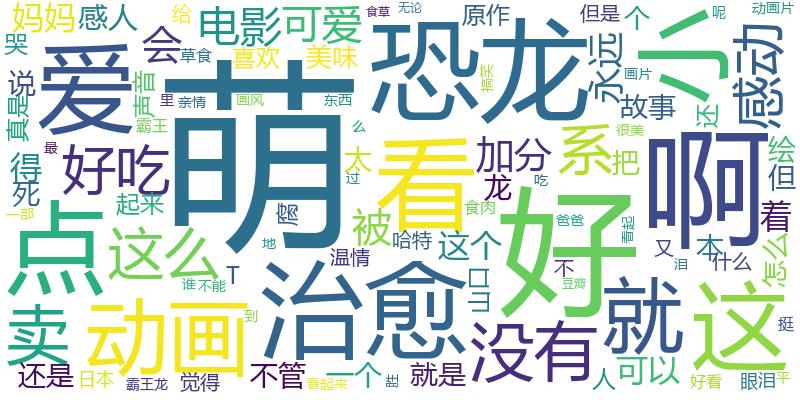 妈妈
感人
给
电影
可爱
食草
无论
原作
但是
个
呢
动画片
哭
会
草食
喜欢
美味
恐龙
永远
小
感动
说
爱
声音
里
亲情
画风
东西
搞笑
画片
故事
还
真是
霸王
萌
么
很美
最
得
好吃
太
看
加分
系
把
啊
绘
死
过
龙
吃
但
一部
起来
腐
被
食肉
好
爸爸
看起
着
点
这么
地
温情
哈特
这个
又
本
怎么
谁
不能
T
治愈
山口
不
泪
什么
豆瓣
卖
动画
到
没有
就
这
挺
还是
日本
霸王龙
觉得
不管
看起来
一个
甜
就是
人
可以
好看
眼泪
平